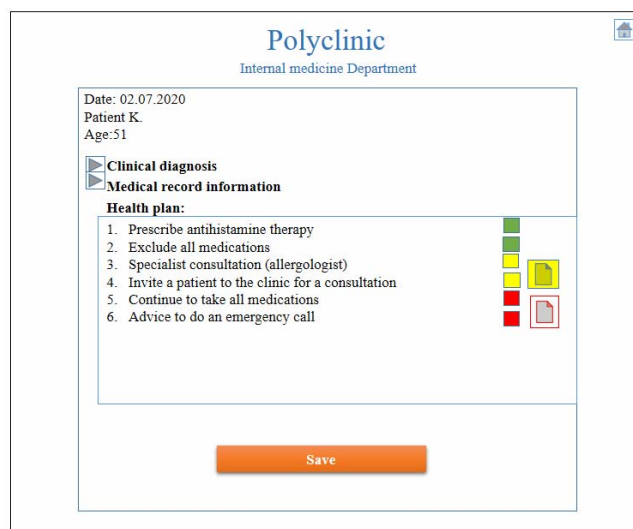 Polyclinic
Internal medicine Department
Date: 02.07.2020
Patient K.
Age:51
Clinical diagnosis
Medical record information
Health plan:
1. Prescribe antihistamine therapy
2. Exclude all medications
3. Specialist consultation (allergologist)
4. Invite a patient to the clinic for a consultation
5. Continue to take all medications
6. Advice to do an emergency call
Save